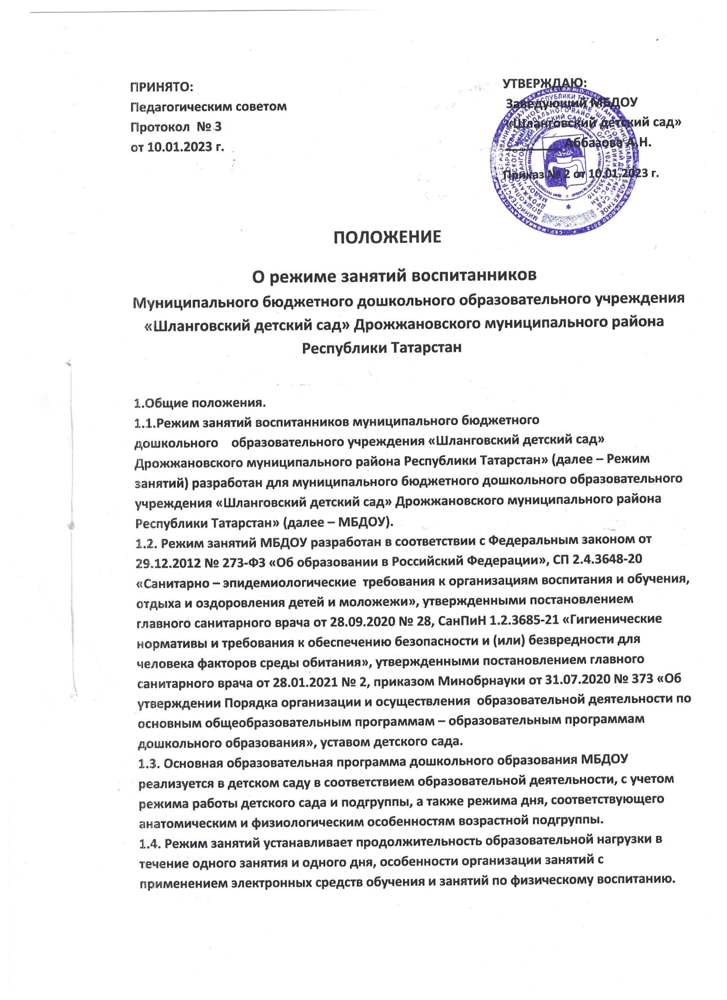 ПРИНЯТО:
Педагогическим советом
Протокол № 3
от 10.01.2023 г.
УТВЕРЖДАЮ:
Заведующий МБДОУ
«Шланговский детский сад»
_________ Аббазова А.Н.
Приказ № 2 от 10.01.2023 г.
ПОЛОЖЕНИЕ
О режиме занятий воспитанников
Муниципального бюджетного дошкольного образовательного учреждения
«Шланговский детский сад» Дрожжановского муниципального района
Республики Татарстан
1.Общие положения.
1.1.Режим занятий воспитанников муниципального бюджетного
дошкольного образовательного учреждения «Шланговский детский сад»
Дрожжановского муниципального района Республики Татарстан» (далее – Режим
занятий) разработан для муниципального бюджетного дошкольного образовательного
учреждения «Шланговский детский сад» Дрожжановского муниципального района
Республики Татарстан» (далее – МБДОУ).
1.2. Режим занятий МБДОУ разработан в соответствии с Федеральным законом от
29.12.2012 № 273-ФЗ «Об образовании в Российский Федерации», СП 2.4.3648-20
«Санитарно – эпидемиологические требования к организациям воспитания и обучения,
отдыха и оздоровления детей и моложежи», утвержденными постановлением
главного санитарного врача от 28.09.2020 № 28, СанПиН 1.2.3685-21 «Гигиенические
нормативы и требования к обеспечению безопасности и (или) безвредности для
человека факторов среды обитания», утвержденными постановлением главного
санитарного врача от 28.01.2021 № 2, приказом Минобрнауки от 31.07.2020 № 373 «Об
утверждении Порядка организации и осуществления образовательной деятельности по
основным общеобразовательным программам – образовательным программам
дошкольного образования», уставом детского сада.
1.3. Основная образовательная программа дошкольного образования МБДОУ
реализуется в детском саду в соответствием образовательной деятельности, с учетом
режима работы детского сада и подгруппы, а также режима дня, соответствующего
анатомическим и физиологическим особенностям возрастной подгруппы.
1.4. Режим занятий устанавливает продолжительность образовательной нагрузки в
течение одного занятия и одного дня, особенности организации занятий с
применением электронных средств обучения и занятий по физическому воспитанию.